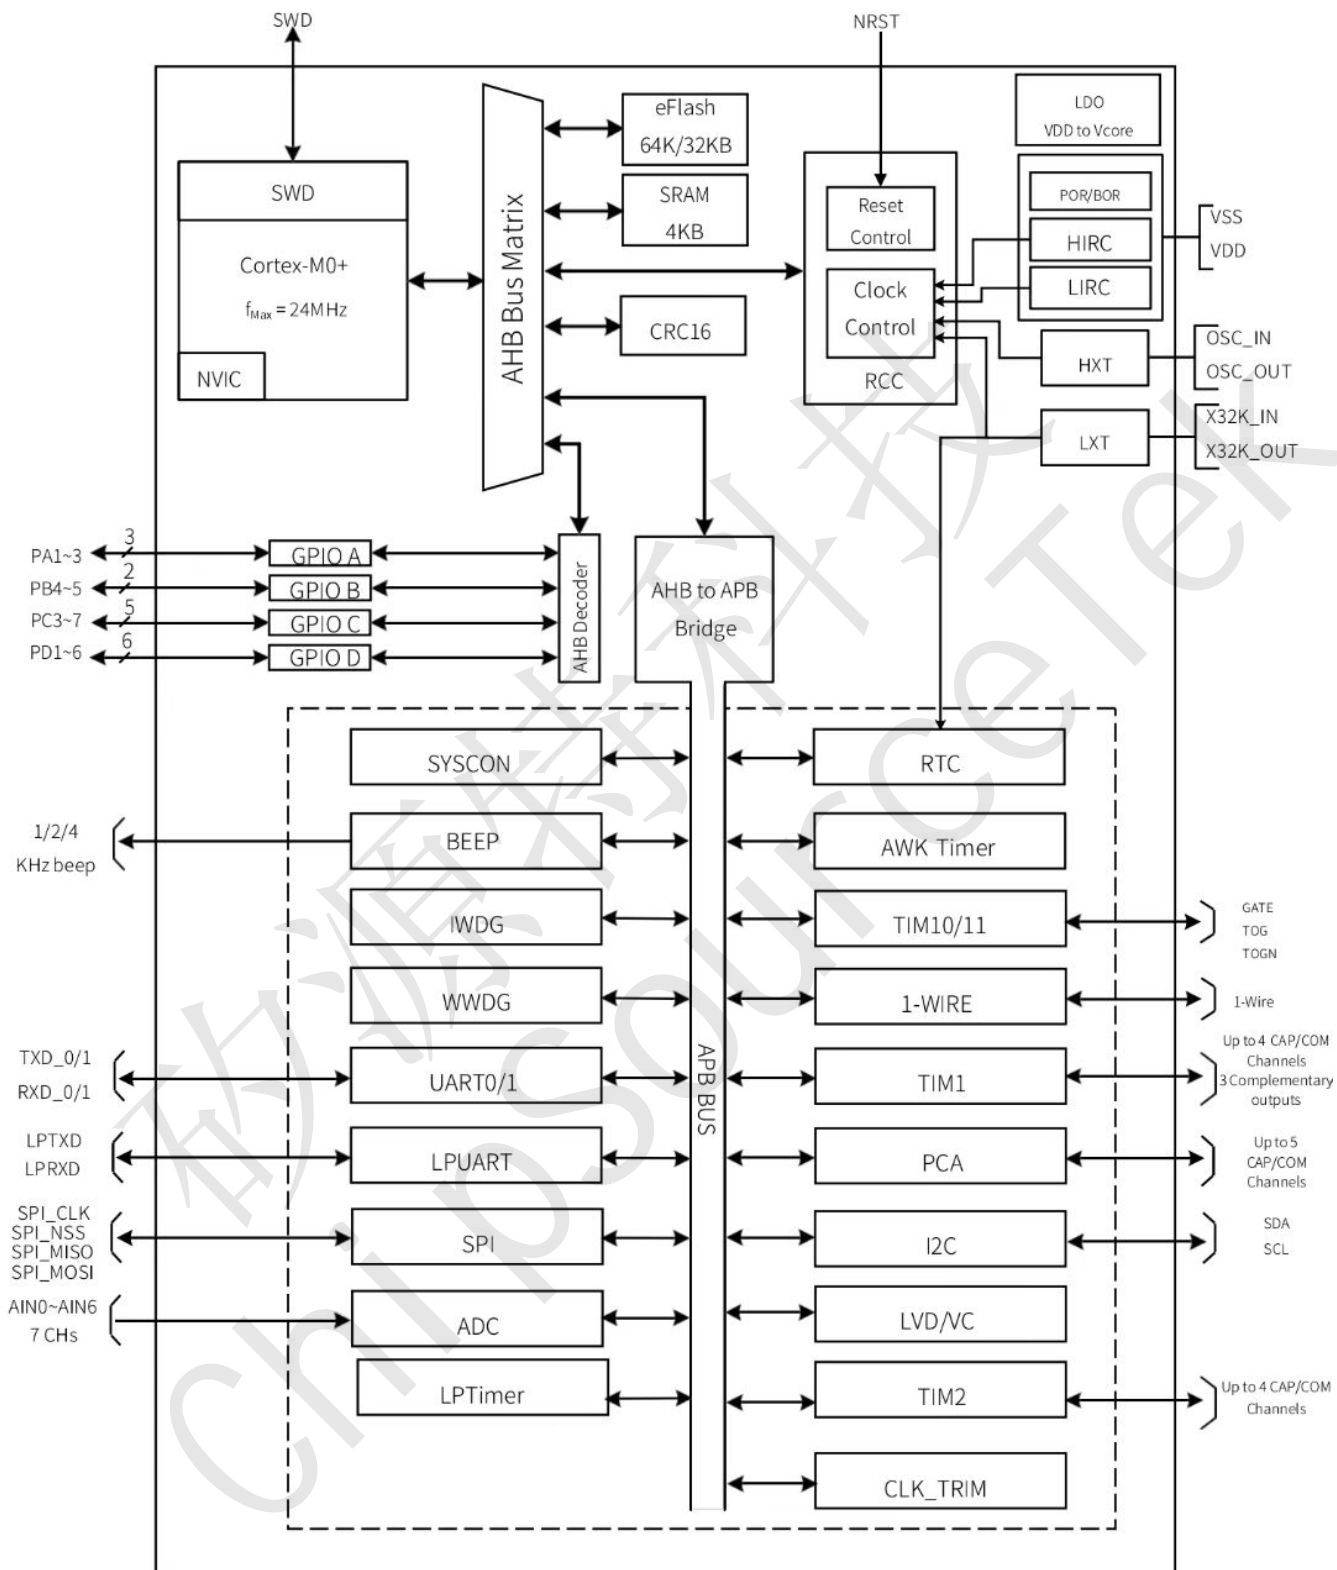 SWD
NRST
eFlash
64K/32KB
LDO
VDD to Vcore
SWD
SRAM
4KB
Reset
Control
POR/BOR
HIRC
LIRC
VSS
VDD
Cortex-M0+
fMax = 24MHz
NVIC
AHB Bus Matrix
CRC16
Clock
Control
RCC
HXT
OSC_IN
OSC_OUT
LXT
X32K_IN
X32K_OUT
PA1~3
3
GPIO A
PB4~5
2
GPIO B
PC3~7
5
GPIO C
PD1~6
6
GPIO D
AHB Decoder
AHB to APB
Bridge
SYSCON
RTC
1/2/4
KHz beep
BEEP
AWK Timer
IWDG
TIM10/11
GATE
TOG
TOGN
WWDG
1-WIRE
1-Wire
APB BUS
TXD_0/1
RXD_0/1
UART0/1
TIM1
Up to 4 CAP/COM
Channels
3 Complementary
outputs
LPTXD
LPRXD
LPUART
PCA
Up to 5
CAP/COM
Channels
SPI_CLK
SPI_NSS
SPI_MISO
SPI_MOSI
SPI
I2C
SDA
SCL
AIN0~AIN6
7 CHs
ADC
LVD/VC
LPTimer
TIM2
Up to 4 CAP/COM
Channels
CLK_TRIM
矽源特科技
ChipSourceTek